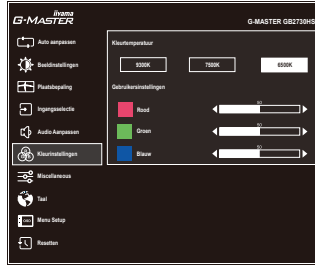 iiyama
G-MASTER
G-MASTER GB2730HS
Auto aanpassen
Beeldinstellingen
Plaatsbepaling
Ingangsselectie
Audio Aanpassen
Kleurinstellingen
Miscellaneous
Taal
Menu Setup
Resetten
Kleurtemperatuur
9300K
7500K
6500K
Gebruikersinstellingen
Rood
50
Groen
50
Blauw
50